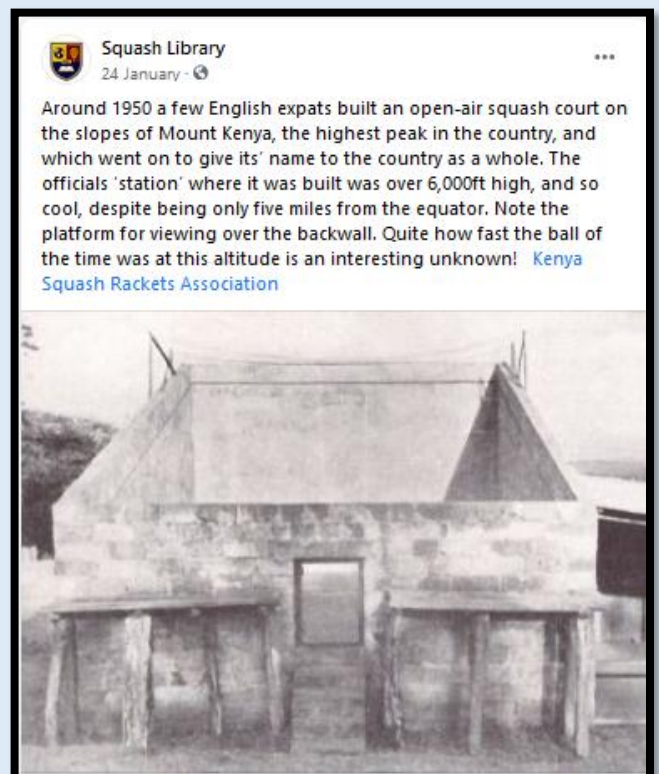 Squash Library
24 January ·
Around 1950 a few English expats built an open-air squash court on
the slopes of Mount Kenya, the highest peak in the country, and
which went on to give its´ name to the country as a whole. The
officials ´station´ where it was built was over 6,000ft high, and so
cool, despite being only five miles from the equator. Note the
platform for viewing over the backwall. Quite how fast the ball of
the time was at this altitude is an interesting unknown! Kenya
Squash Rackets Association